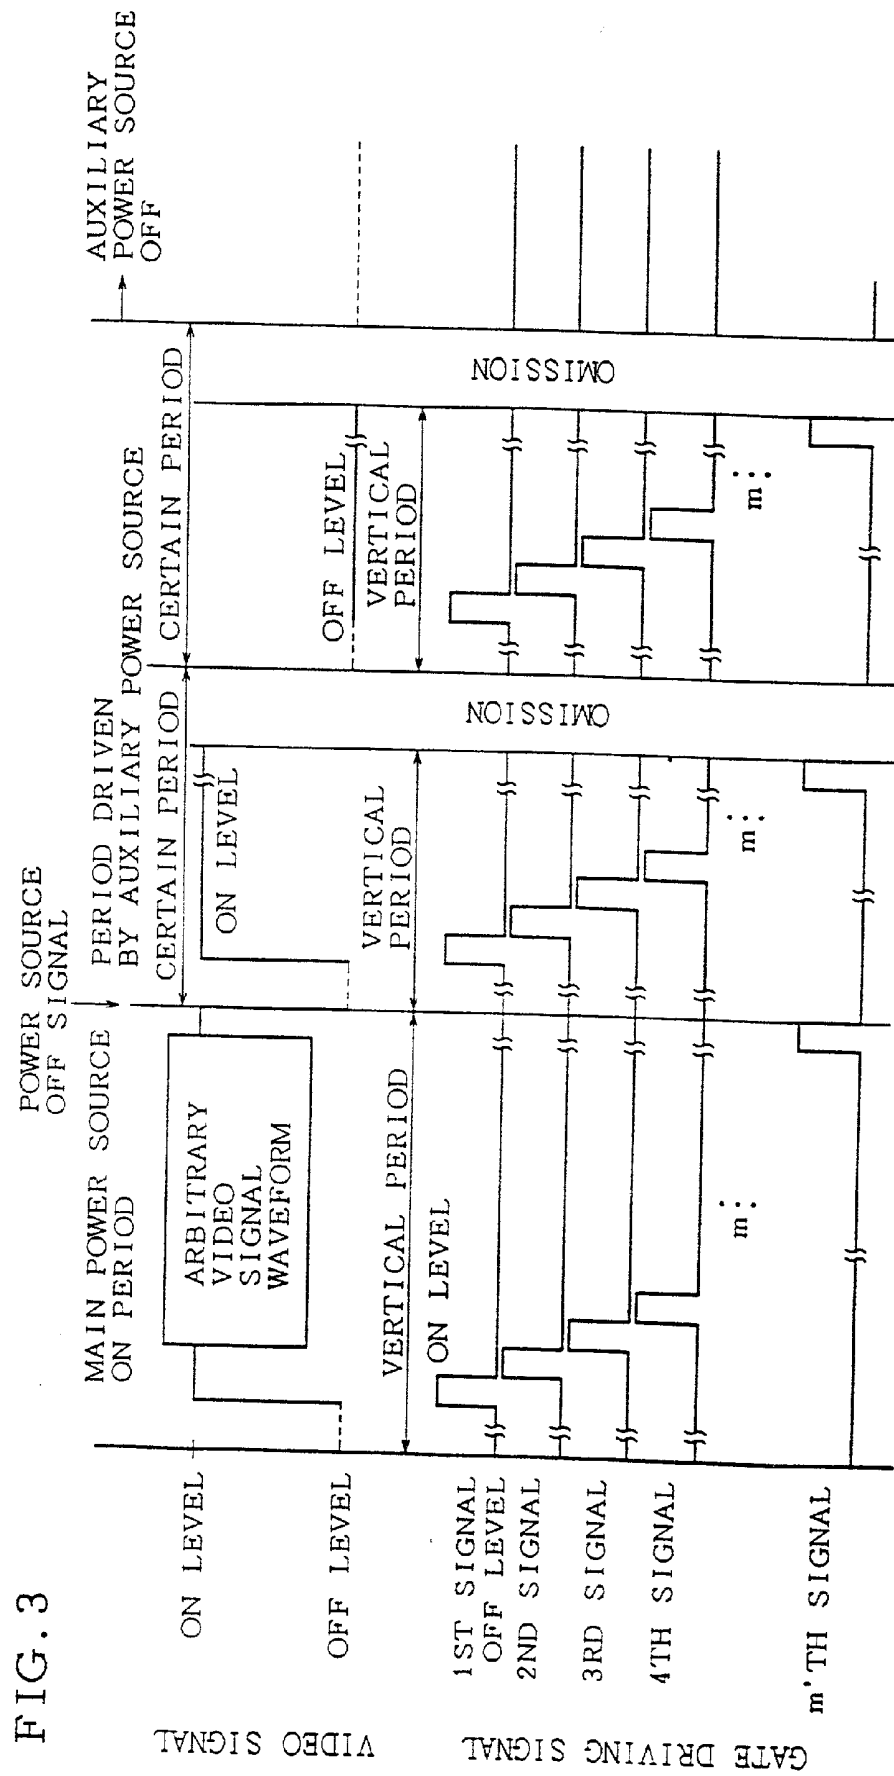 FIG. 3
POWER SOURCE
OFF SIGNAL
MAIN POWER SOURCE
ON PERIOD
PERIOD DRIVEN
BY AUXILIARY POWER SOURCE
AUXILIARY
POWER SOURCE
OFF
CERTAIN PERIOD
CERTAIN PERIOD
VIDEO SIGNAL
ON LEVEL
OFF LEVEL
ARBITRARY
VIDEO
SIGNAL
WAVEFORM
ON LEVEL
OFF LEVEL
VERTICAL PERIOD
VERTICAL
PERIOD
VERTICAL
PERIOD
OMISSION
OMISSION
GATE DRIVING SIGNAL
ON LEVEL
1ST SIGNAL
OFF LEVEL
2ND SIGNAL
3RD SIGNAL
4TH SIGNAL
m
m
m
m'TH SIGNAL